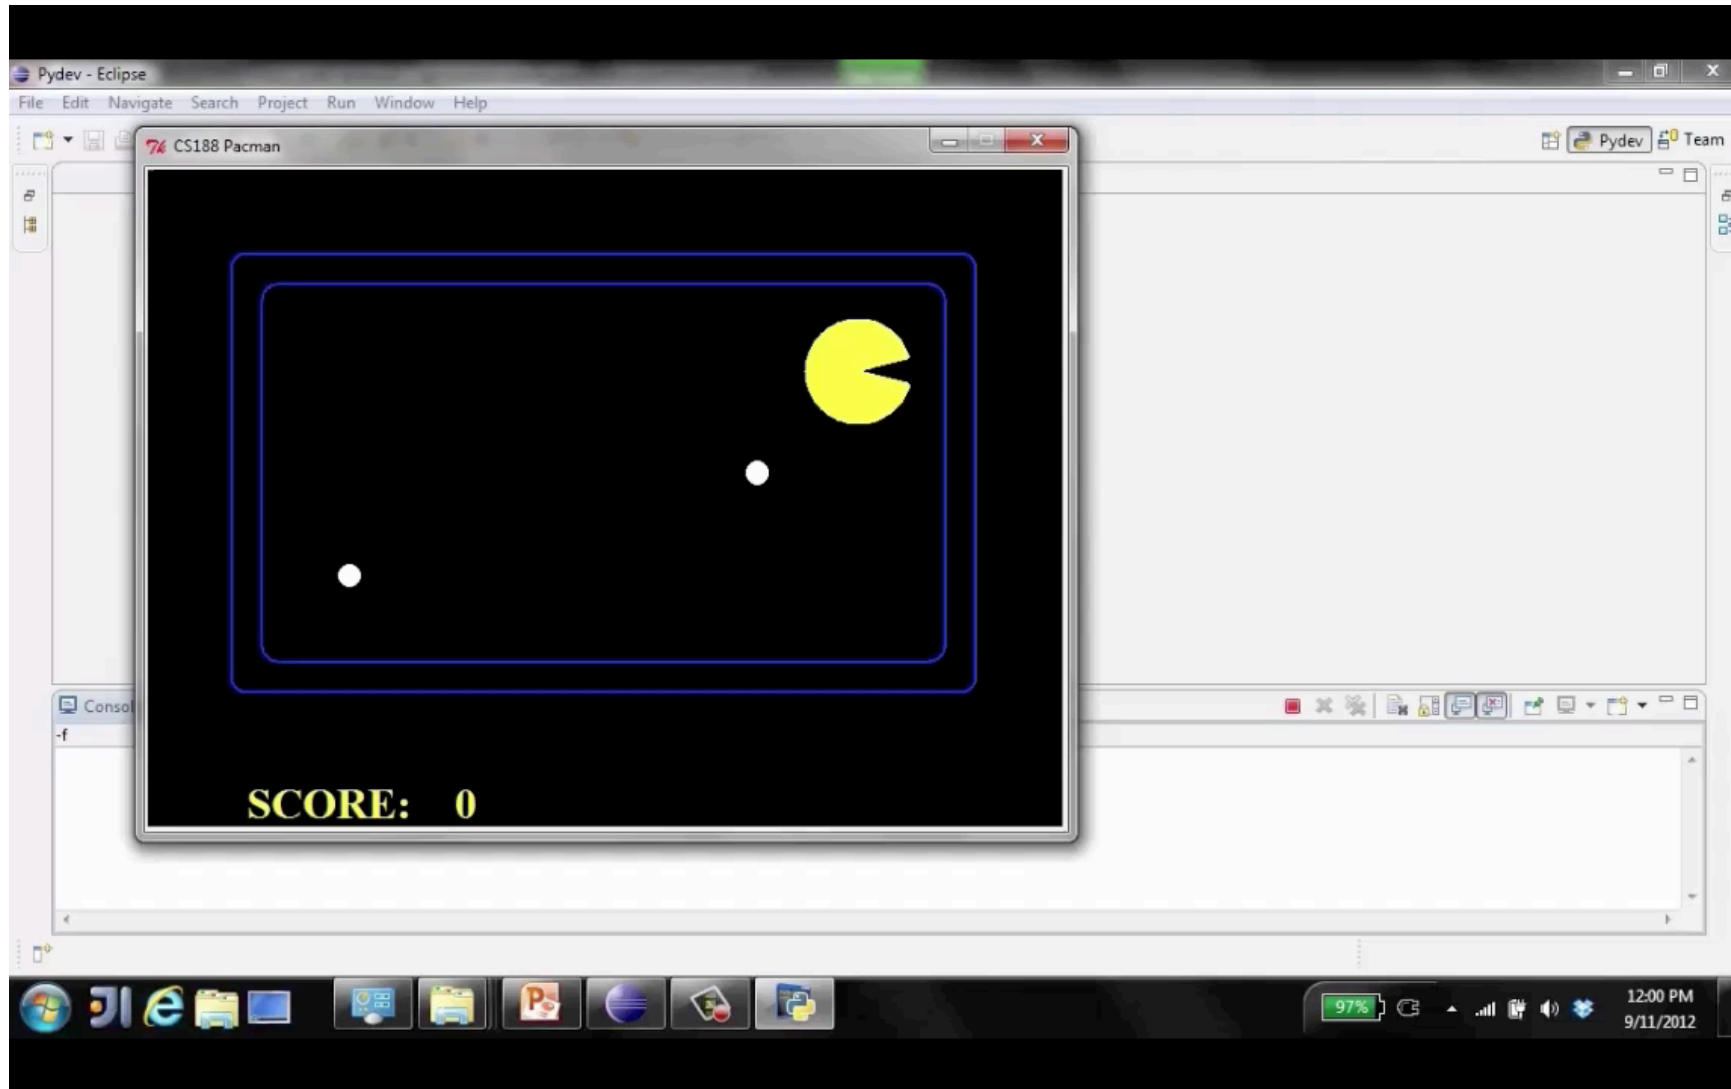 Pydev - Eclipse
File Edit Navigate Search Project Run Window Help
CS188 Pacman
Pydev
Team
SCORE: 0
-f
97%
12:00 PM
9/11/2012